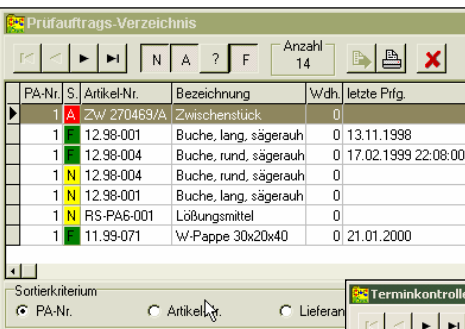 Prüfauftrags-Verzeichnis
N A ? F Anzahl 14
PA-Nr. S. Artikel-Nr. Bezeichnung Wdh. letzte Prfg.
1 A ZW 270469/A Zwischenstück 0
1 F 12.98-001 Buche, lang, sägerauh 0 13.11.1998
1 F 12.98-004 Buche, rund, sägerauh 0 17.02.1999 22:08:00
1 N 12.98-004 Buche, rund, sägerauh 0
1 N 12.98-001 Buche, lang, sägerauh 0
1 N RS-PA6-001 Lößungsmittel 0
1 F 11.99-071 W-Pappe 30x20x40 0 21.01.2000
Sortierkriterium
PA-Nr. Artikel-Nr. Lieferan
Terminkontrolle